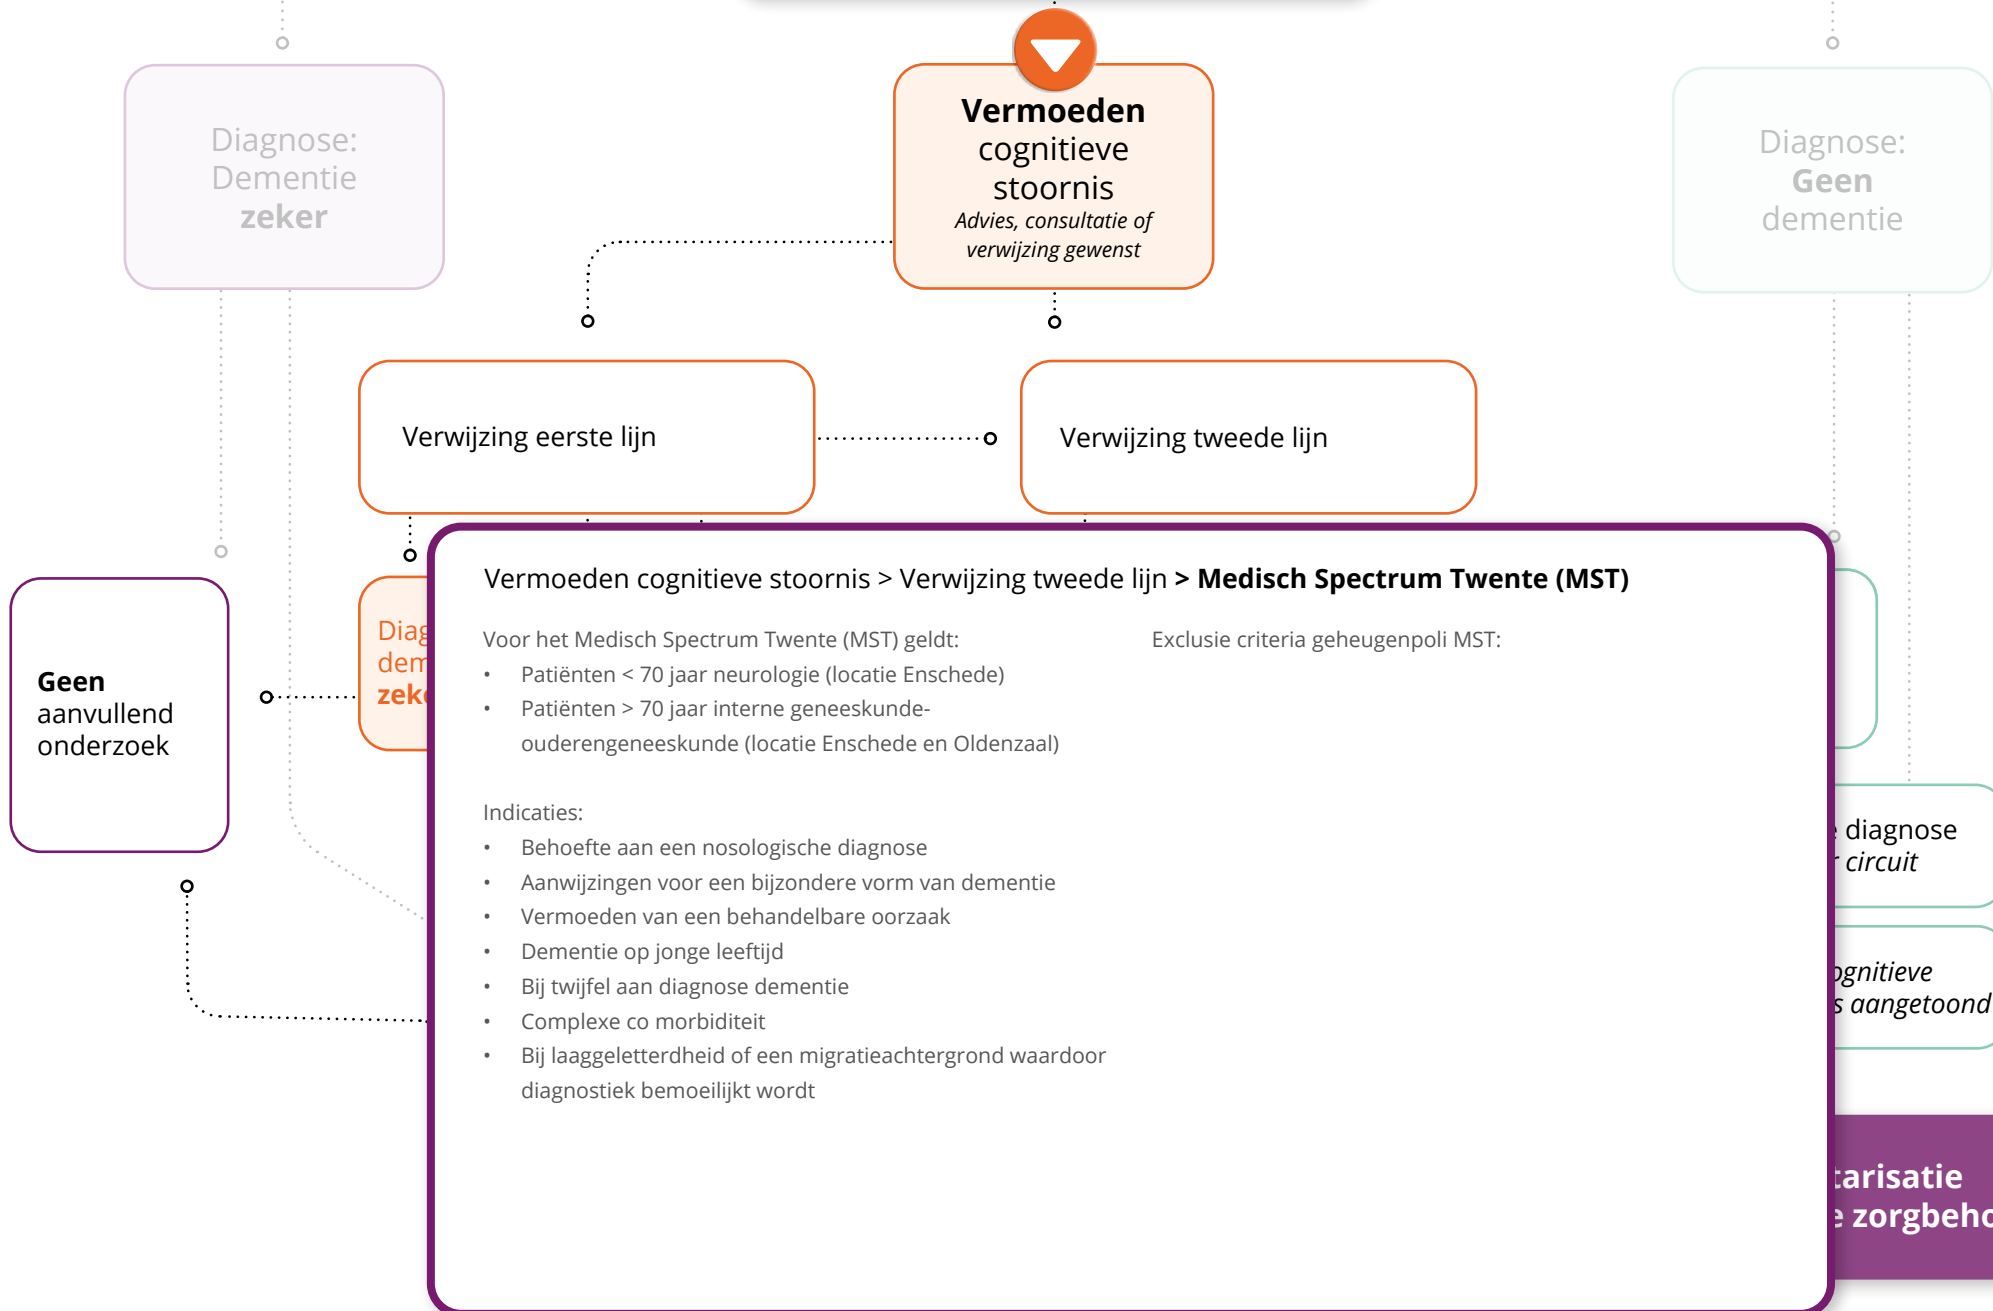 Diagnose:
Dementie
zeker
Vermoeden
cognitieve
stoornis
Advies, consultatie of
verwijzing gewenst
Diagnose:
Geen
dementie
Verwijzing eerste lijn
Verwijzing tweede lijn
Geen
aanvullend
onderzoek
Vermoeden cognitieve stoornis > Verwijzing tweede lijn > Medisch Spectrum Twente (MST)
Voor het Medisch Spectrum Twente (MST) geldt:
• Patiënten < 70 jaar neurologie (locatie Enschede)
• Patiënten > 70 jaar interne geneeskunde-
ouderengeneeskunde (locatie Enschede en Oldenzaal)
Indicaties:
• Behoefte aan een nosologische diagnose
• Aanwijzingen voor een bijzondere vorm van dementie
• Vermoeden van een behandelbare oorzaak
• Dementie op jonge leeftijd
• Bij twijfel aan diagnose dementie
• Complexe co morbiditeit
• Bij laaggeletterdheid of een migratieachtergrond waardoor
diagnostiek bemoeilijkt wordt
Exclusie criteria geheugenpoli MST:
diagnose
circuit
aangetoond